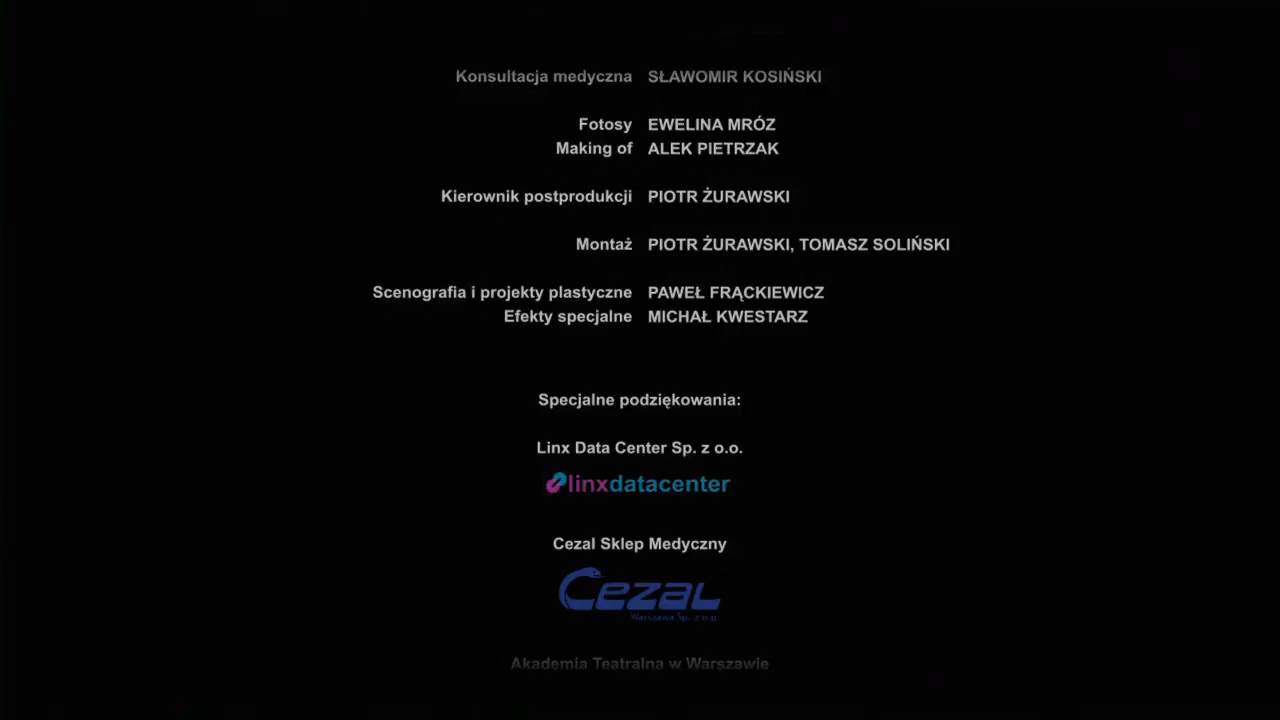 Konsultacja medyczna SŁAWOMIR KOSIŃSKI
Fotosy EWELINA MRÓZ
Making of ALEK PIETRZAK
Kierownik postprodukcji PIOTR ŻURAWSKI
Montaż PIOTR ŻURAWSKI, TOMASZ SOLIŃSKI
Scenografia i projekty plastyczne PAWEŁ FRĄCKIEWICZ
Efekty specjalne MICHAŁ KWESTARZ
Specjalne podziękowania:
Linx Data Center Sp. z o.o.
linxdatacenter
Cezal Sklep Medyczny
Cezal
Warszawa Sp. z o.o.
Akademia Teatralna w Warszawie